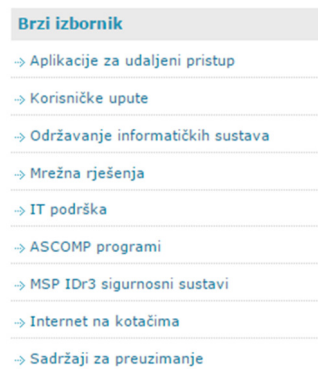 Brzi izbornik
Aplikacije za udaljeni pristup
Korisničke upute
Održavanje informatičkih sustava
Mrežna rješenja
IT podrška
ASCOMP programi
MSP IDr3 sigurnosni sustavi
Internet na kotačima
Sadržaji za preuzimanje